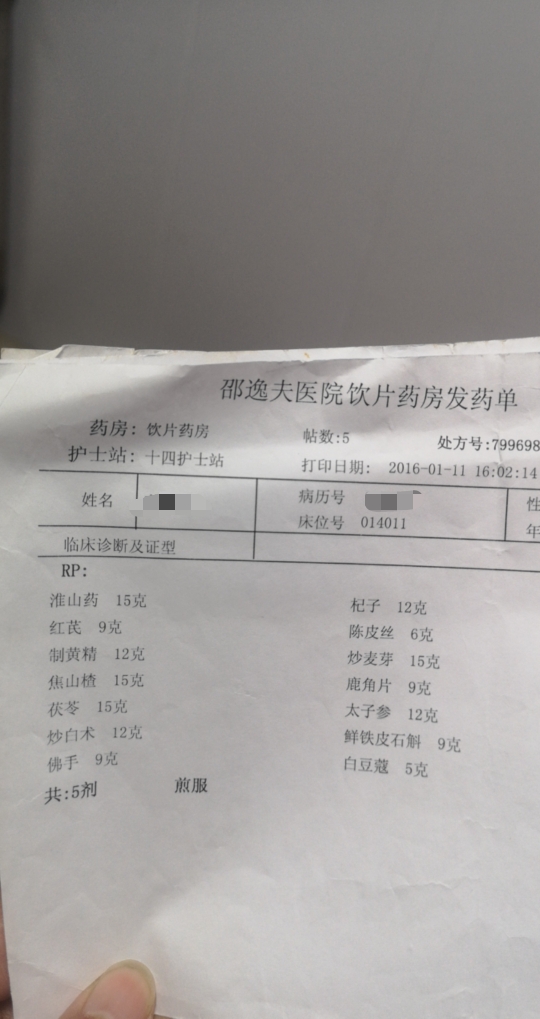 邵逸夫医院饮片药房发药单
药房: 饮片药房 帖数:5 处方号:799698
护士站: 十四护士站 打印日期: 2016-01-11 16:02:14
姓名 病历号 性
床位号 014011 年
临床诊断及证型
RP:
淮山药 15克 杞子 12克
红芪 9克 陈皮丝 6克
制黄精 12克 炒麦芽 15克
焦山楂 15克 鹿角片 9克
茯苓 15克 太子参 12克
炒白术 12克 鲜铁皮石斛 9克
佛手 9克 白豆蔻 5克
共:5剂 煎服